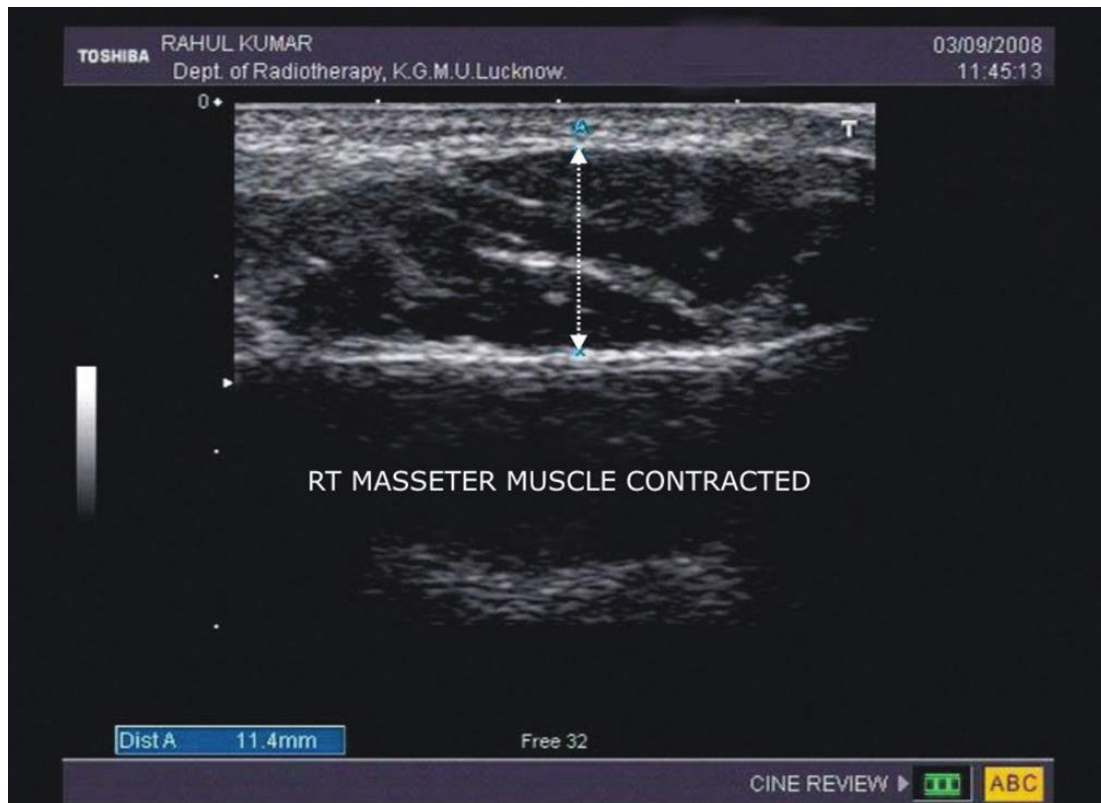 TOSHIBA RAHUL KUMAR 03/09/2008
Dept. of Radiotherapy, K.G.M.U.Lucknow. 11:45:13
0
A
T
RT MASSETER MUSCLE CONTRACTED
Dist A 11.4mm Free 32
CINE REVIEW ABC